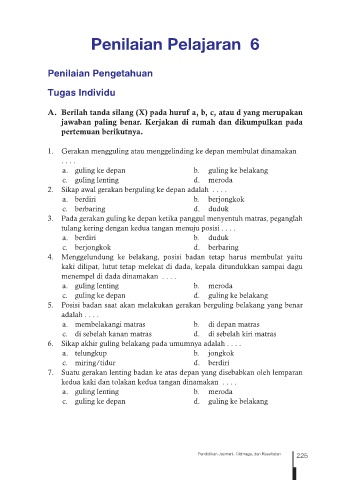 Penilaian Pelajaran 6
Penilaian Pengetahuan
Tugas Individu
A. Berilah tanda silang (X) pada huruf a, b, c, atau d yang merupakan
jawaban paling benar. Kerjakan di rumah dan dikumpulkan pada
pertemuan berikutnya.
1. Gerakan mengguling atau menggelinding ke depan membulat dinamakan
. . . .
a. guling ke depan b. guling ke belakang
c. guling lenting d. meroda
2. Sikap awal gerakan berguling ke depan adalah . . . .
a. berdiri b. berjongkok
c. berbaring d. duduk
3. Pada gerakan guling ke depan ketika panggul menyentuh matras, peganglah
tulang kering dengan kedua tangan menuju posisi . . . .
a. berdiri b. duduk
c. berjongkok d. berbaring
4. Menggelundung ke belakang, posisi badan tetap harus membulat yaitu
kaki dilipat, lutut tetap melekat di dada, kepala ditundukkan sampai dagu
menempel di dada dinamakan . . . .
a. guling lenting b. meroda
c. guling ke depan d. guling ke belakang
5. Posisi badan saat akan melakukan gerakan berguling belakang yang benar
adalah . . . .
a. membelakangi matras b. di depan matras
c. di sebelah kanan matras d. di sebelah kiri matras
6. Sikap akhir guling belakang pada umumnya adalah . . . .
a. telungkup b. jongkok
c. miring/tidur d. berdiri
7. Suatu gerakan lenting badan ke atas depan yang disebabkan oleh lemparan
kedua kaki dan tolakan kedua tangan dinamakan . . . .
a. guling lenting b. meroda
c. guling ke depan d. guling ke belakang
Pendidikan Jasmani, Olahraga, dan Kesehatan 225